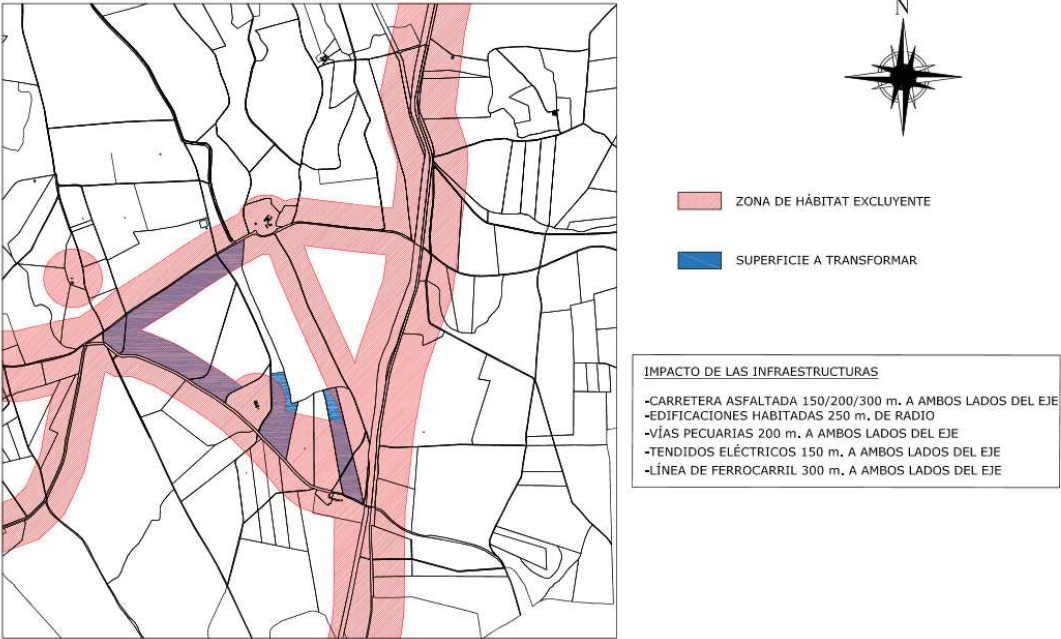 N
ZONA DE HÁBITAT EXCLUYENTE
SUPERFICIE A TRANSFORMAR
IMPACTO DE LAS INFRAESTRUCTURAS
-CARRETERA ASFALTADA 150/200/300 m. A AMBOS LADOS DEL EJE
-EDIFICACIONES HABITADAS 250 m. DE RADIO
-VÍAS PECUARIAS 200 m. A AMBOS LADOS DEL EJE
-TENDIDOS ELÉCTRICOS 150 m. A AMBOS LADOS DEL EJE
-LÍNEA DE FERROCARRIL 300 m. A AMBOS LADOS DEL EJE